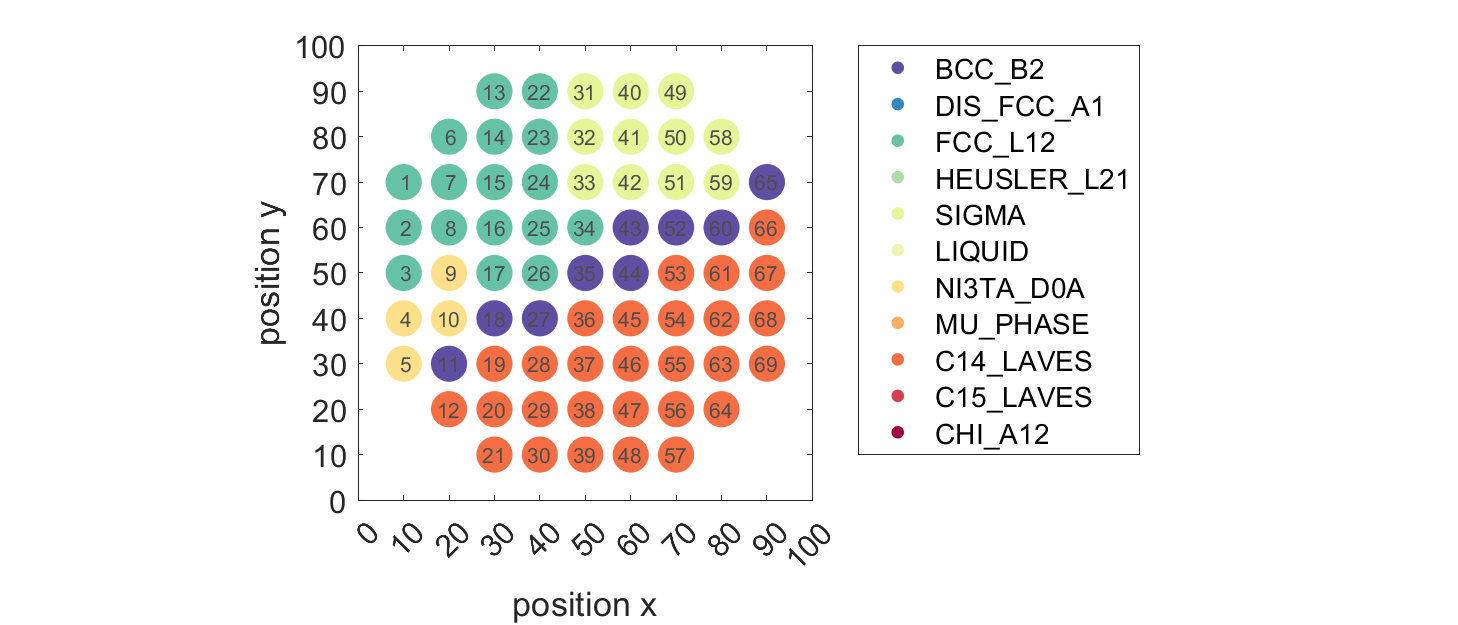 100
90
80
70
60
50
40
30
20
10
0
13 22 31 40 49
6 14 23 32 41 50 58
1 7 15 24 33 42 51 59 65
2 8 16 25 34 43 52 60 66
3 9 17 26 35 44 53 61 67
4 10 18 27 36 45 54 62 68
5 11 19 28 37 46 55 63 69
12 20 29 38 47 56 64
21 30 39 48 57
0 10 20 30 40 50 60 70 80 90 100
position x
position y
BCC_B2
DIS_FCC_A1
FCC_L12
HEUSLER_L21
SIGMA
LIQUID
NI3TA_D0A
MU_PHASE
C14_LAVES
C15_LAVES
CHI_A12